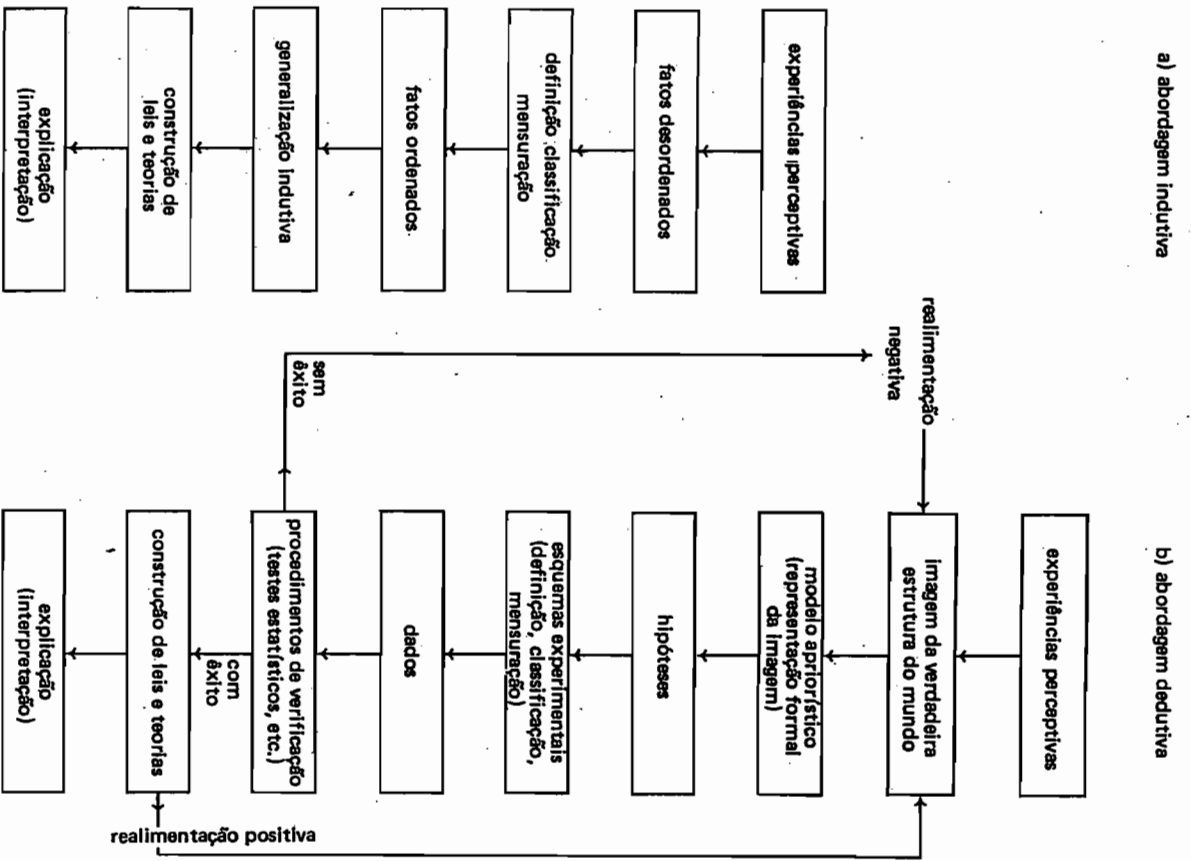 a) abordagem indutiva
experiências perceptivas
fatos desordenados
definição, classificação.
mensuração
fatos ordenados.
generalização indutiva
construção de
leis e teorias
explicação
(interpretação)
b) abordagem dedutiva
experiências perceptivas
imagem da verdadeira
estrutura do mundo
modelo apriorístico
(representação formal
da imagem)
hipóteses
esquemas experimentais
(definição, classificação,
mensuração)
dados
procedimentos de verificação
(testes estatísticos, etc.)
com
êxito
construção de leis e teorias
explicação
(interpretação)
realimentação
negativa
sem
êxito
realimentação positiva